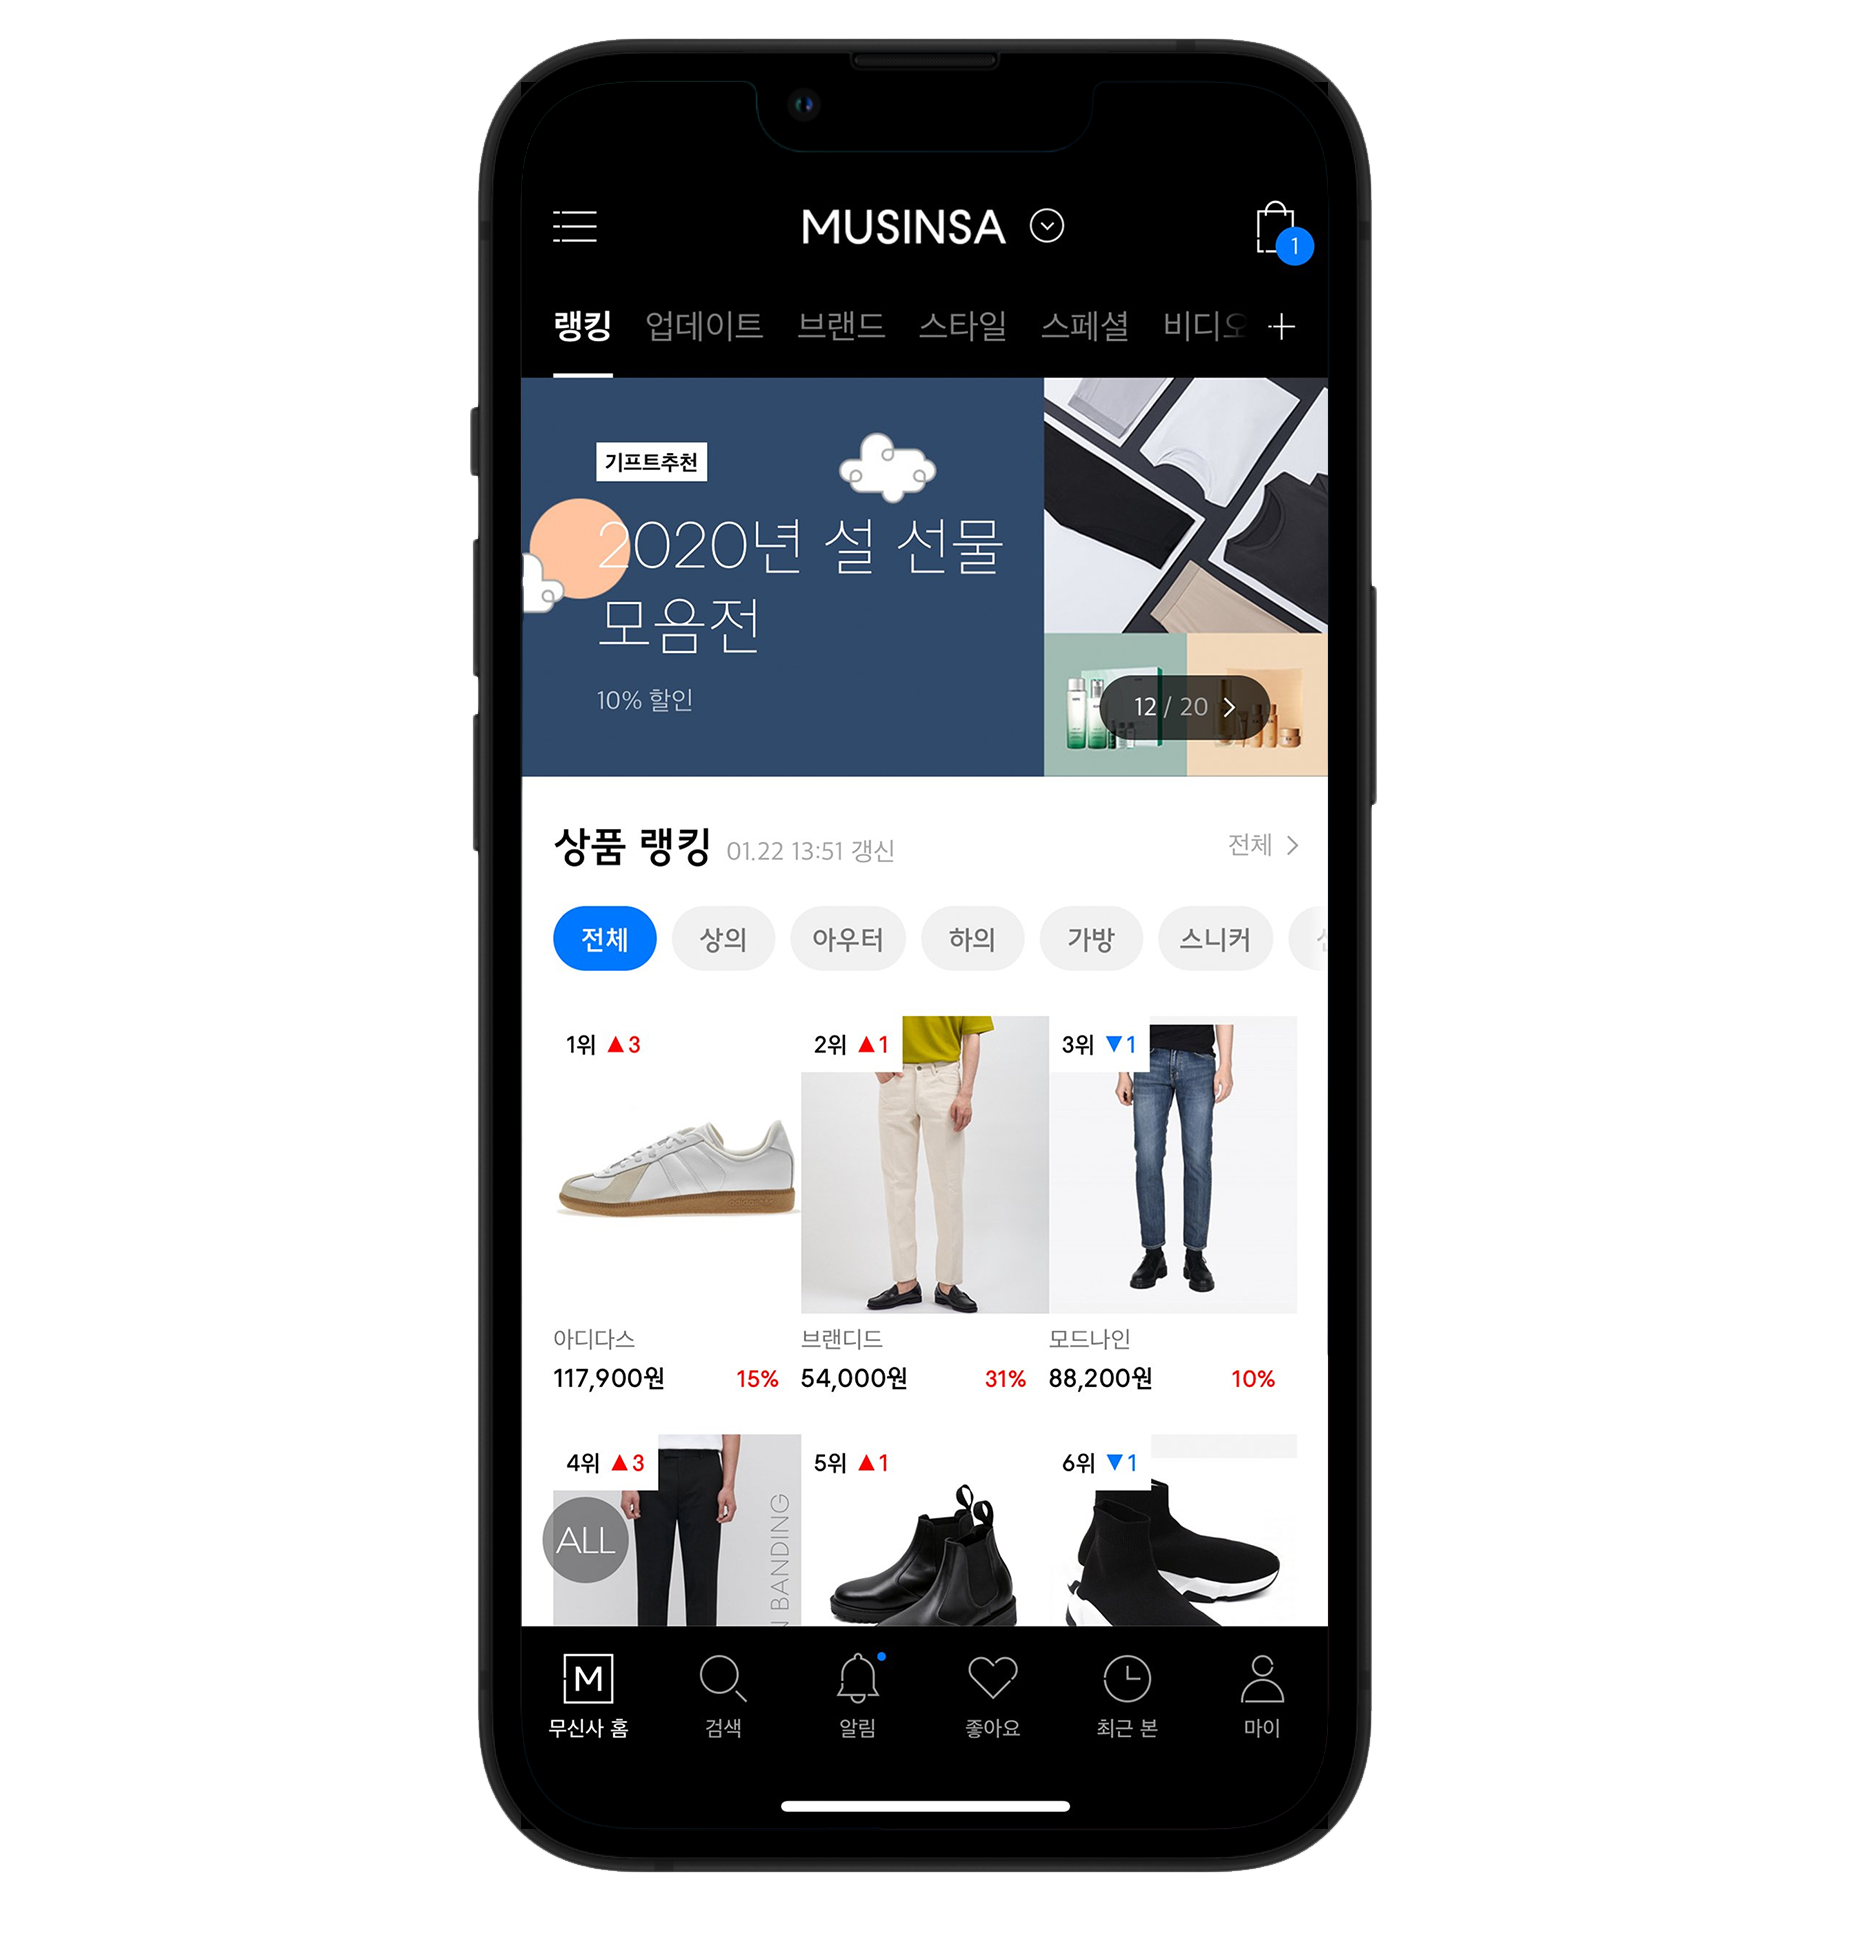 MUSINSA
1
랭킹 업데이트 브랜드 스타일 스페셜 비디오
기프트추천
2020년 설 선물
모음전
10% 할인
12 / 20
상품 랭킹 01.22 13:51 갱신 전체
전체 상의 아우터 하의 가방 스니커
1위 ▲3 2위 ▲1 3위 ▼1
아디다스 브랜디드 모드나인
117,900원 15% 54,000원 31% 88,200원 10%
4위 ▲3 5위 ▲1 6위 ▼1
ALL
BANDING
M
무신사 홈 검색 알림 좋아요 최근 본 마이